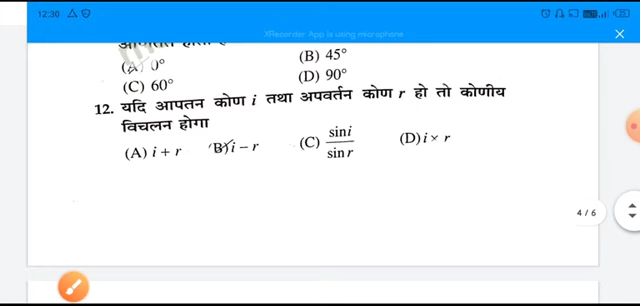 12:30
XRecorder App is using microphone
(A) 0°
(B) 45°
(C) 60°
(D) 90°
12. यदि आपतन कोण i तथा अपवर्तन कोण r हो तो कोणीय
विचलन होगा
(A) i + r (B) i − r (C) sin i / sin r (D) i × r
4 / 6